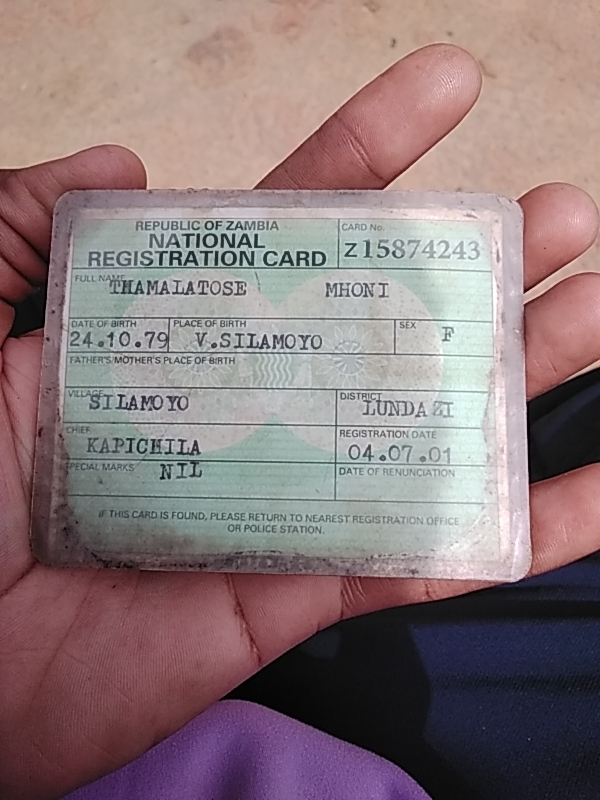 REPUBLIC OF ZAMBIA
NATIONAL
REGISTRATION CARD
CARD No.
Z15874243
FULL NAME
THAMALATOSE MHONI
DATE OF BIRTH
24.10.79
PLACE OF BIRTH
V.SILAMOYO
SEX
F
FATHER'S/MOTHER'S PLACE OF BIRTH
VILLAGE
SILAMOYO
DISTRICT
LUNDAZI
CHIEF
KAPICHILA
REGISTRATION DATE
04.07.01
SPECIAL MARKS
NIL
DATE OF RENUNCIATION
IF THIS CARD IS FOUND, PLEASE RETURN TO NEAREST REGISTRATION OFFICE
OR POLICE STATION.